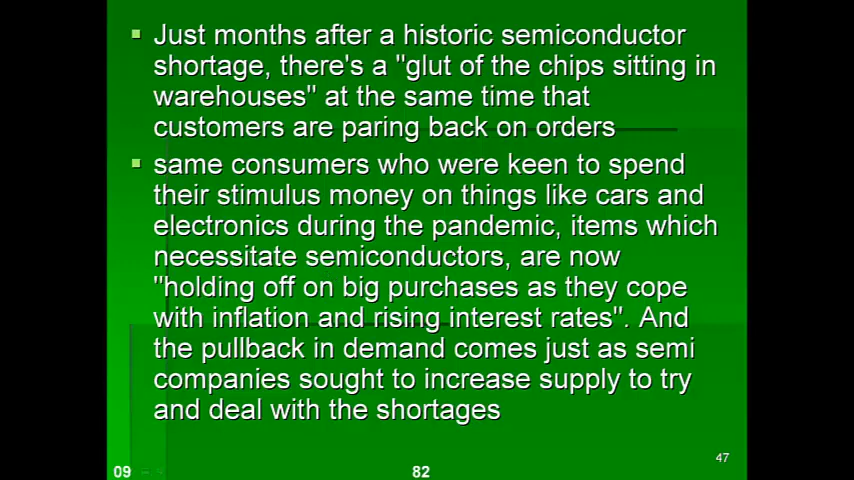 Just months after a historic semiconductor
shortage, there's a "glut of the chips sitting in
warehouses" at the same time that
customers are paring back on orders
same consumers who were keen to spend
their stimulus money on things like cars and
electronics during the pandemic, items which
necessitate semiconductors, are now
"holding off on big purchases as they cope
with inflation and rising interest rates". And
the pullback in demand comes just as semi
companies sought to increase supply to try
and deal with the shortages
47
09
82